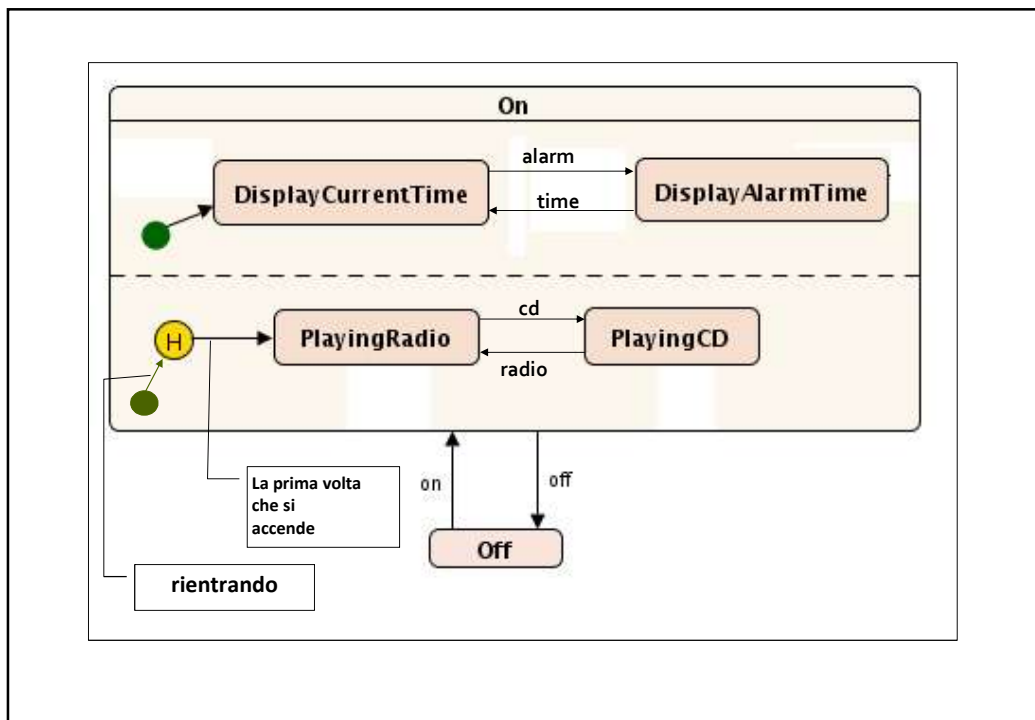 On
alarm
DisplayCurrentTime
DisplayAlarmTime
time
cd
H
PlayingRadio
PlayingCD
radio
La prima volta
che si
accende
on
off
Off
rientrando